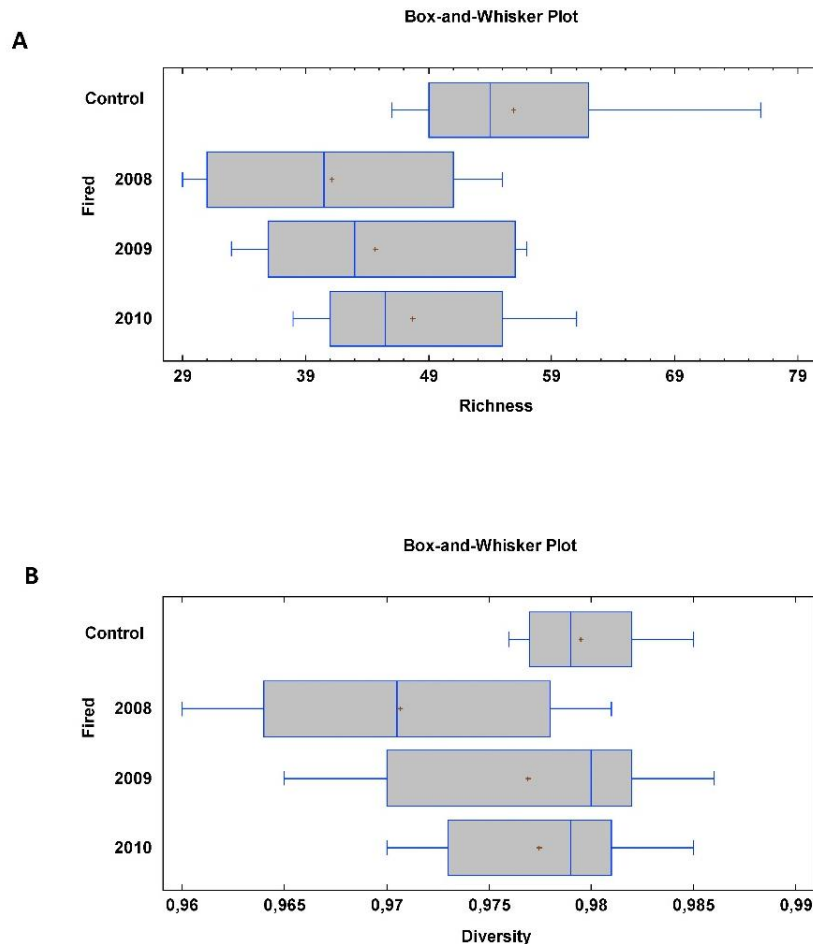 Box-and-Whisker Plot
A
Control
Fired
2008
2009
2010
29 39 49 59 69 79
Richness
Box-and-Whisker Plot
B
Control
Fired
2008
2009
2010
0,96 0,965 0,97 0,975 0,98 0,985 0,99
Diversity